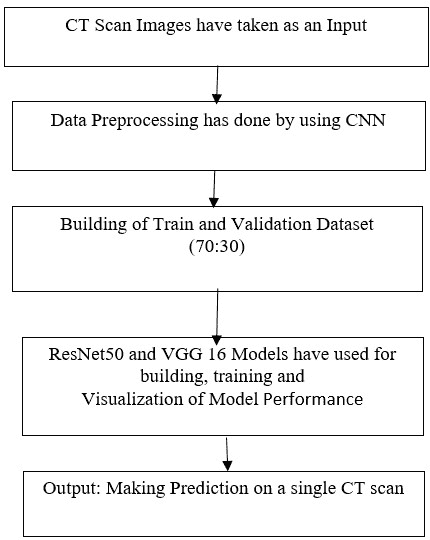 CT Scan Images have taken as an Input
Data Preprocessing has done by using CNN
Building of Train and Validation Dataset
(70:30)
ResNet50 and VGG 16 Models have used for
building, training and
Visualization of Model Performance
Output: Making Prediction on a single CT scan